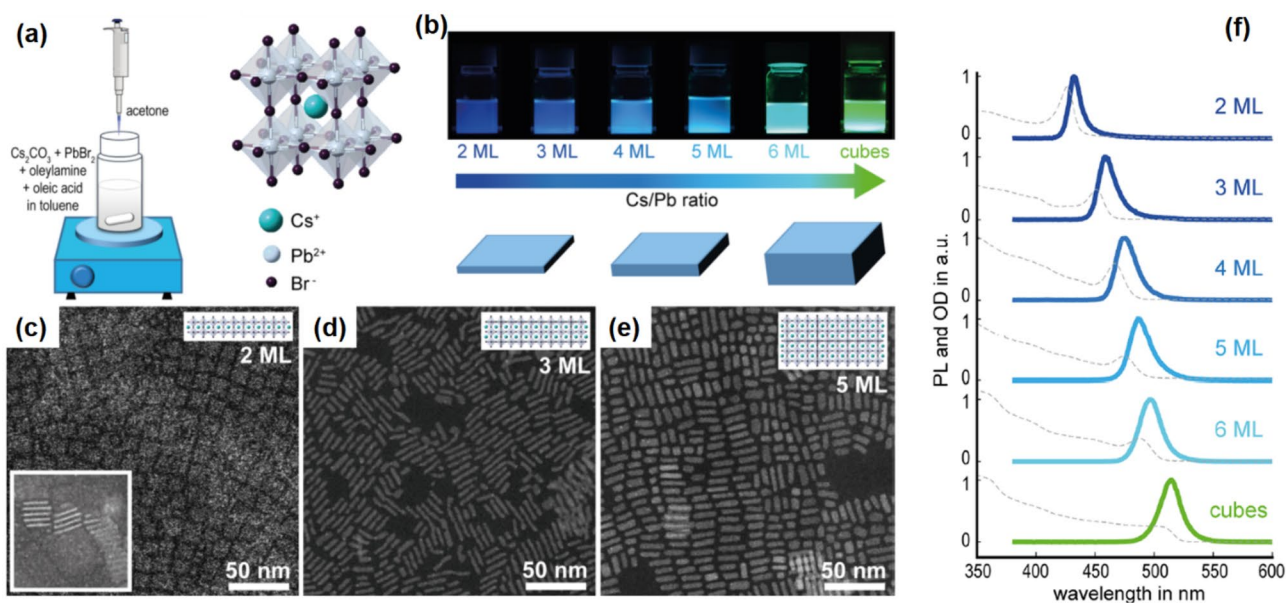 (a)
acetone
Cs₂CO₃ + PbBr₂
+ oleylamine
+ oleic acid
in toluene
Cs⁺
Pb²⁺
Br⁻
(b)
2 ML 3 ML 4 ML 5 ML 6 ML cubes
Cs/Pb ratio
(c)
2 ML
50 nm
(d)
3 ML
50 nm
(e)
5 ML
50 nm
(f)
PL and OD in a.u.
1
0
2 ML
1
0
3 ML
1
0
4 ML
1
0
5 ML
1
0
6 ML
1
0
cubes
350 400 450 500 550 600
wavelength in nm